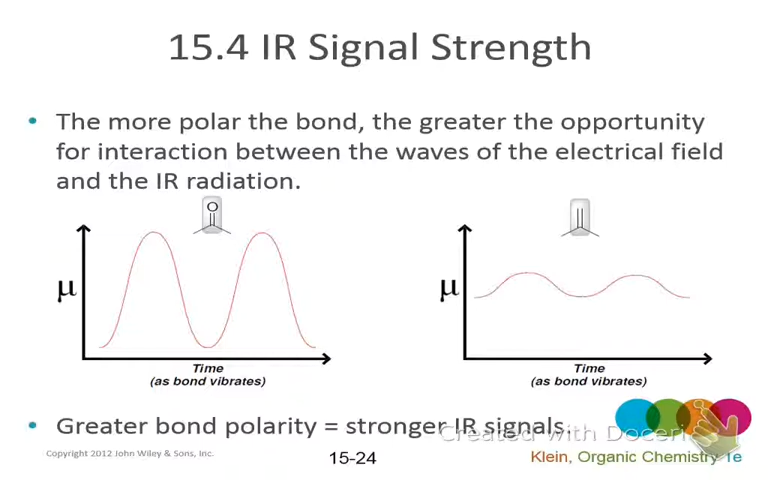 15.4 IR Signal Strength
• The more polar the bond, the greater the opportunity
for interaction between the waves of the electrical field
and the IR radiation.
O
μ
Time
(as bond vibrates)
μ
Time
(as bond vibrates)
• Greater bond polarity = stronger IR signals.
Created with Doceri
Copyright 2012 John Wiley & Sons, Inc.
15-24
Klein, Organic Chemistry 1e